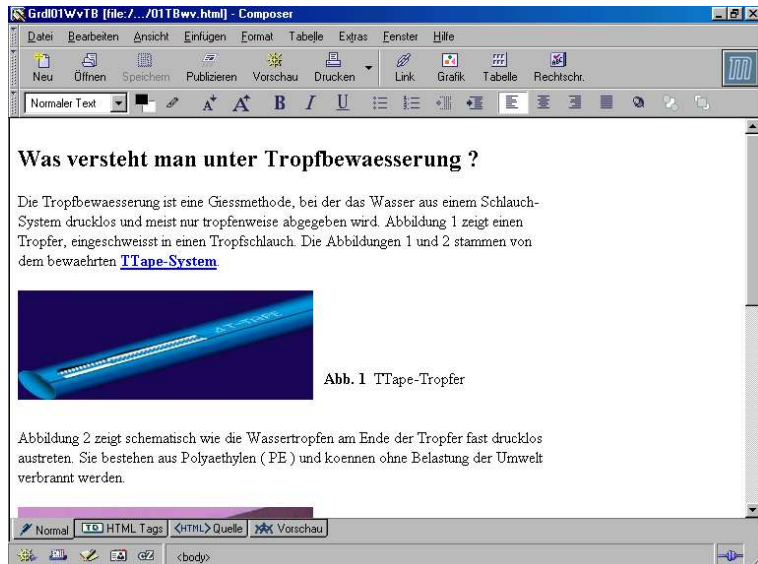 Grdl01WvTB [file:/.../01TBwv.html] - Composer
Datei Bearbeiten Ansicht Einfügen Format Tabelle Extras Fenster Hilfe
Neu Öffnen Speichern Publizieren Vorschau Drucken Link Grafik Tabelle Rechtschr.
Normaler Text A A B I U
Was versteht man unter Tropfbewaesserung ?
Die Tropfbewaesserung ist eine Giessmethode, bei der das Wasser aus einem Schlauch-
System drucklos und meist nur tropfenweise abgegeben wird. Abbildung 1 zeigt einen
Tropfer, eingeschweisst in einen Tropfschlauch. Die Abbildungen 1 und 2 stammen von
dem bewaehrten TTape-System.
Abb. 1 TTape-Tropfer
Abbildung 2 zeigt schematisch wie die Wassertropfen am Ende der Tropfer fast drucklos
austreten. Sie bestehen aus Polyaethylen ( PE ) und koennen ohne Belastung der Umwelt
verbrannt werden.
Normal TD HTML Tags <HTML> Quelle Vorschau
<body>